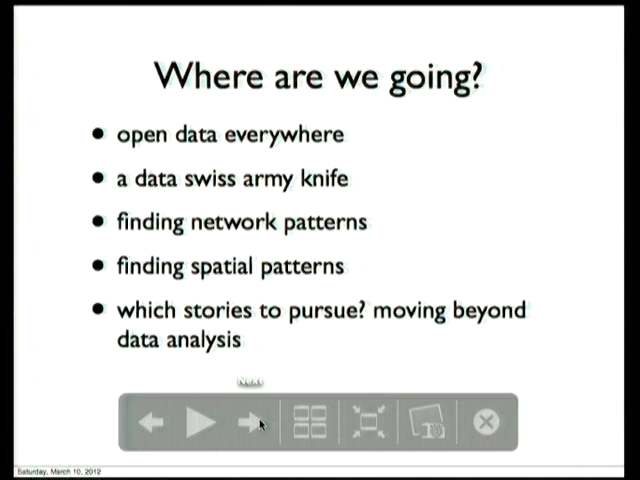 Where are we going?
• open data everywhere
• a data swiss army knife
• finding network patterns
• finding spatial patterns
• which stories to pursue? moving beyond
data analysis
Next
Saturday, March 10, 2012